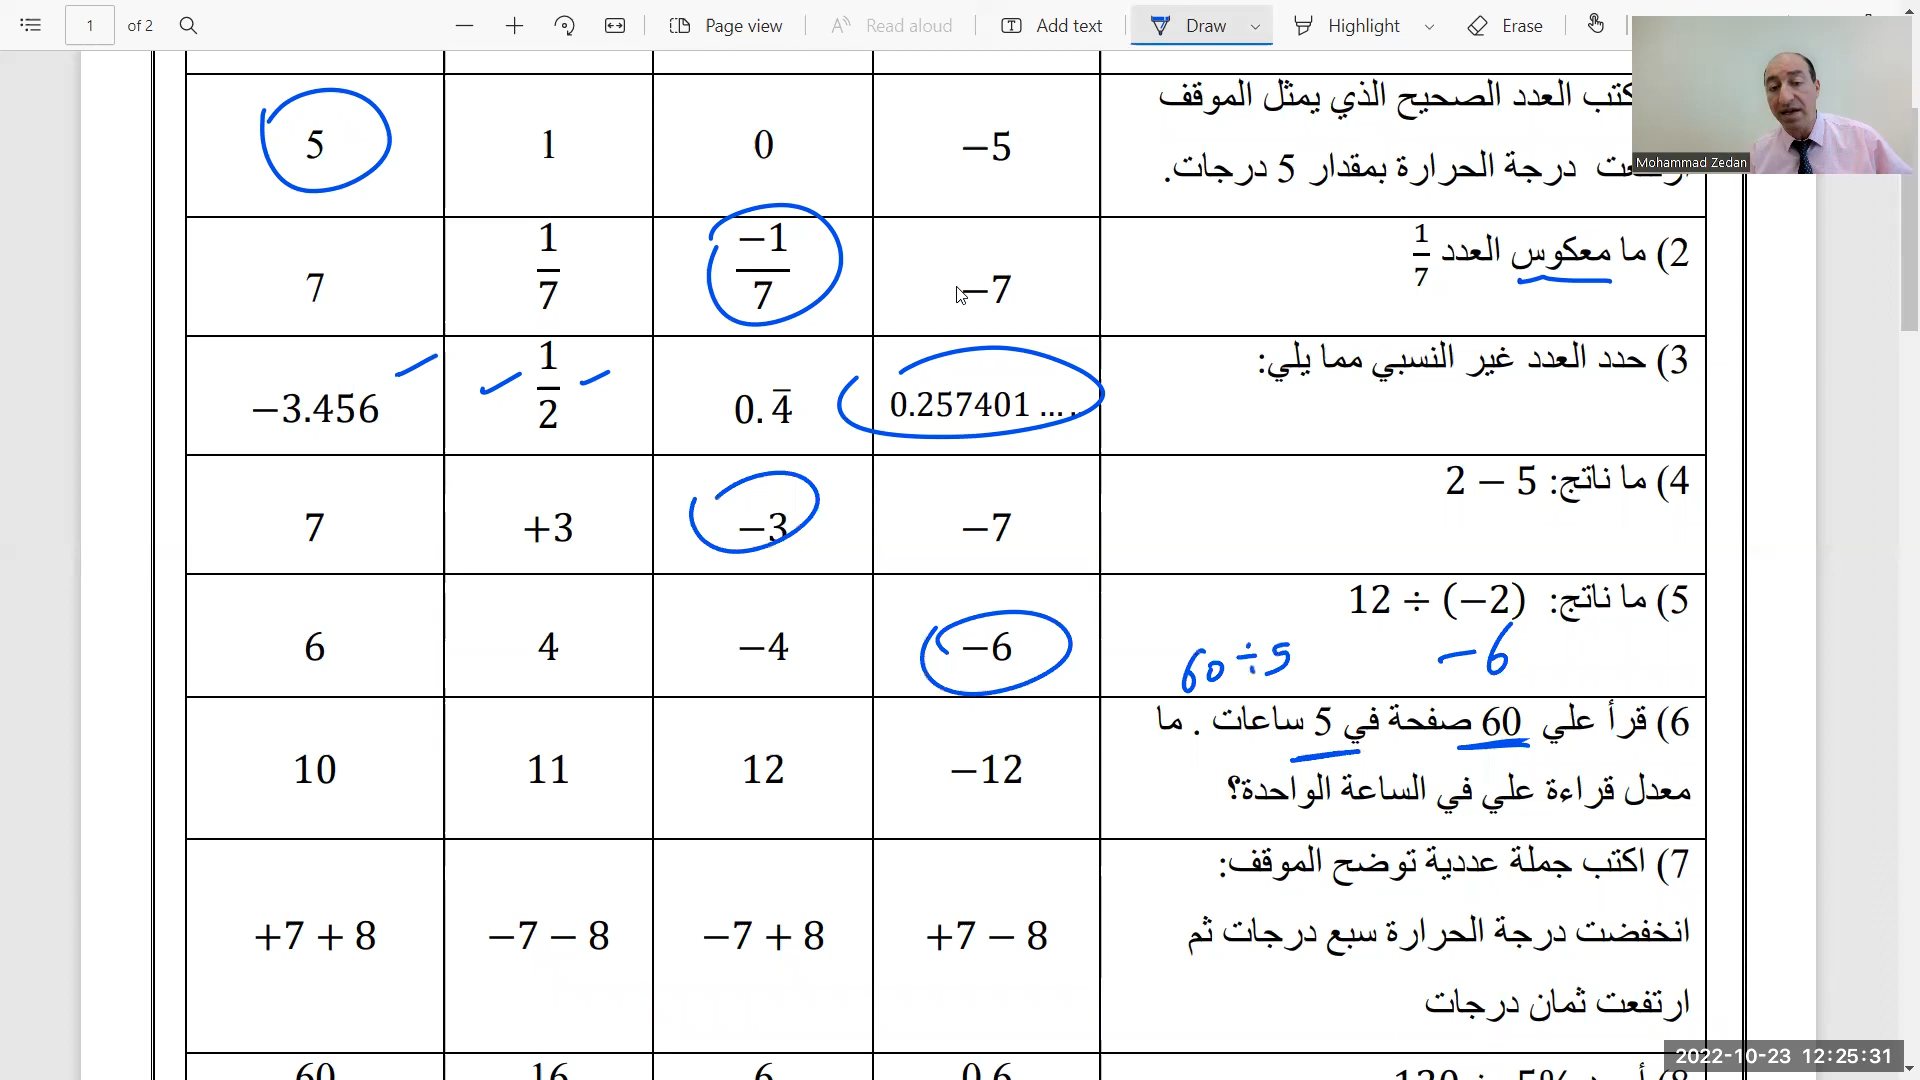 1 of 2 Page view Read aloud Add text Draw Highlight Erase
Mohammad Zedan
كتب العدد الصحيح الذي يمثل الموقف
درجة الحرارة بمقدار 5 درجات.
−5 0 1 5
2) ما معكوس العدد 1/7
−7 −1/7 1/7 7
3) حدد العدد غير النسبي مما يلي:
0.257401 ….. 0.4̅ 1/2 −3.456
4) ما ناتج: 2 − 5
−7 −3 +3 7
5) ما ناتج: 12 ÷ (−2)
60 ÷ 5 −6
−6 −4 4 6
6) قرأ علي 60 صفحة في 5 ساعات . ما
معدل قراءة علي في الساعة الواحدة؟
−12 12 11 10
7) اكتب جملة عددية توضح الموقف:
انخفضت درجة الحرارة سبع درجات ثم
ارتفعت ثمان درجات
+7 − 8 −7 + 8 −7 − 8 +7 + 8
0.6 6 16 60
2022-10-23 12:25:31